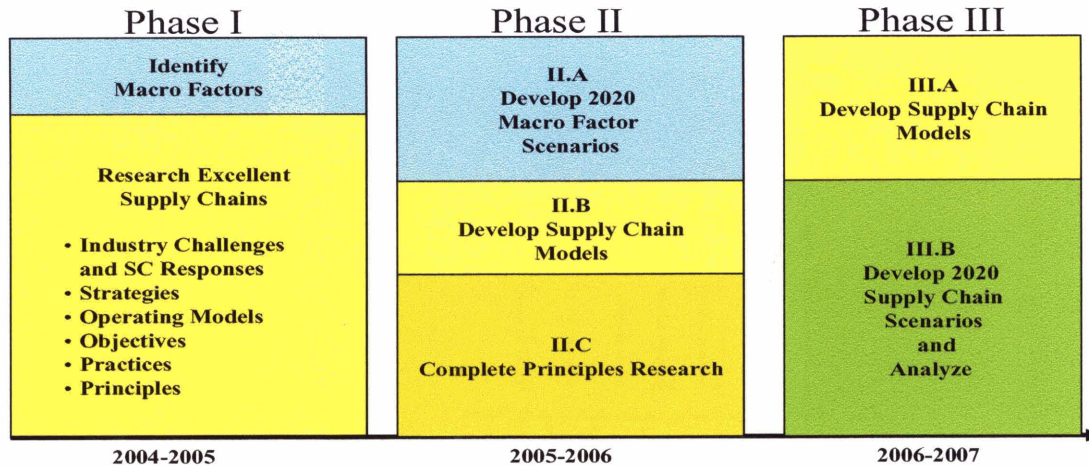 Phase I
Identify
Macro Factors
Research Excellent
Supply Chains
• Industry Challenges
and SC Responses
• Strategies
• Operating Models
• Objectives
• Practices
• Principles
2004-2005
Phase II
II.A
Develop 2020
Macro Factor
Scenarios
II.B
Develop Supply Chain
Models
II.C
Complete Principles Research
2005-2006
Phase III
III.A
Develop Supply Chain
Models
III.B
Develop 2020
Supply Chain
Scenarios
and
Analyze
2006-2007